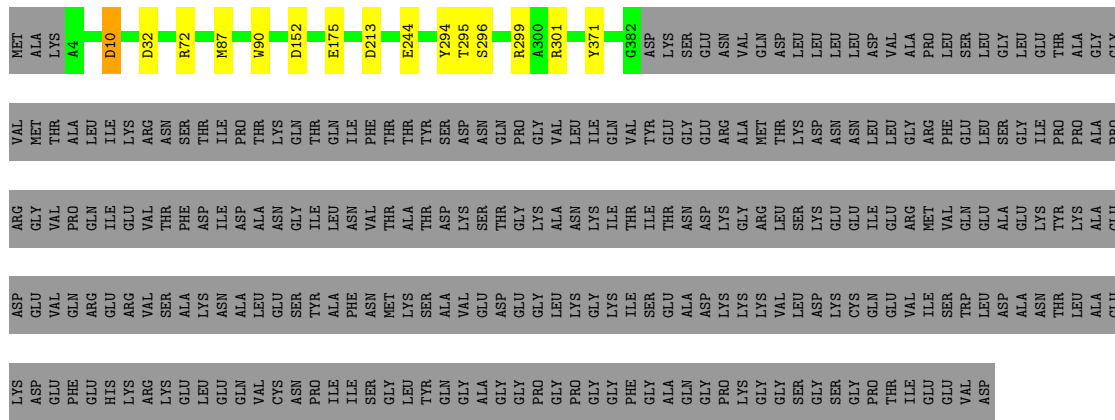 MET ALA LYS A4 D10 D32 R72 M87 W90 D152 E175 D213 E244 Y294 T295 S296 R299 A300 R301 Y371 G382 ASP LYS SER GLU ASN VAL GLN ASP LEU LEU LEU LEU ASP VAL ALA PRO LEU SER LEU GLY LEU GLU THR ALA GLY GLY
VAL MET THR ALA LEU ILE LYS ARG ASN SER THR ILE PRO THR LYS GLN THR GLN ILE PHE THR THR TYR SER ASP ASN GLN PRO GLY VAL LEU ILE GLN VAL TYR GLU GLY GLU ARG ALA MET THR LYS ASP ASN ASN LEU LEU GLY ARG PHE GLU LEU SER GLY ILE PRO PRO ALA PRO
ARG GLY VAL PRO GLN ILE GLU VAL THR PHE ASP ILE ASP ALA ASN GLY ILE LEU ASN VAL THR ALA THR ASP LYS SER THR GLY LYS ALA ASN LYS ILE THR ILE THR ASN ASP LYS GLY ARG LEU SER LYS GLU GLU ILE GLU ARG MET VAL GLN GLU ALA GLU LYS TYR LYS ALA GLU
ASP GLU VAL GLN ARG GLU ARG VAL SER ALA LYS ASN ALA LEU GLU SER TYR ALA PHE ASN MET LYS SER ALA VAL GLU ASP GLU GLY LEU LYS GLY LYS ILE SER GLU ALA ASP LYS LYS LYS VAL LEU ASP LYS CYS GLN GLU VAL ILE SER TRP LEU ASP ALA ASN THR LEU ALA GLU
LYS ASP GLU PHE GLU HIS LYS ARG LYS GLU LEU GLU GLN VAL CYS ASN PRO ILE ILE SER GLY LEU TYR GLN GLY ALA GLY GLY PRO GLY PRO GLY GLY PHE GLY ALA GLN GLY PRO LYS GLY GLY SER GLY SER GLY PRO THR ILE GLU GLU VAL ASP